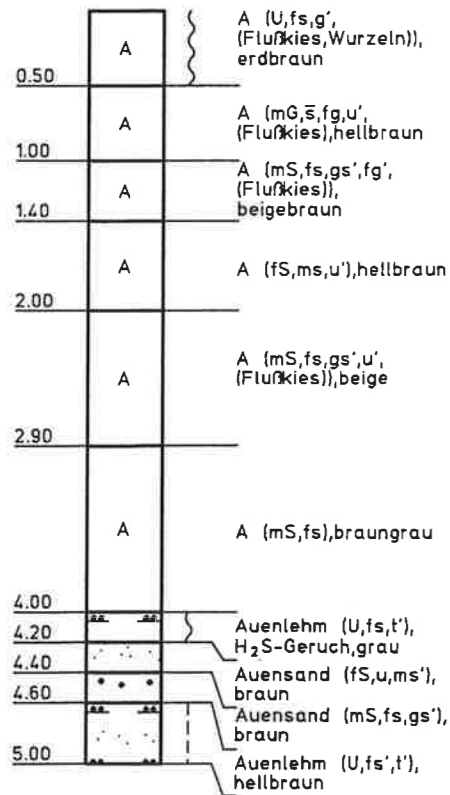 A (U,fs,g',
(Flußkies,Wurzeln)),
erdbraun
A
0.50
A (mG,s̄,fg,u',
(Flußkies),hellbraun
A
1.00
A (mS,fs,gs',fg',
(Flußkies)),
beigebraun
A
1.40
A (fS,ms,u'),hellbraun
A
2.00
A (mS,fs,gs',u',
(Flußkies)),beige
A
2.90
A (mS,fs),braungrau
A
4.00
Auenlehm (U,fs,t'),
H₂S-Geruch,grau
4.20
Auensand (fS,u,ms'),
braun
4.40
Auensand (mS,fs,gs'),
braun
4.60
Auenlehm (U,fs',t'),
hellbraun
5.00